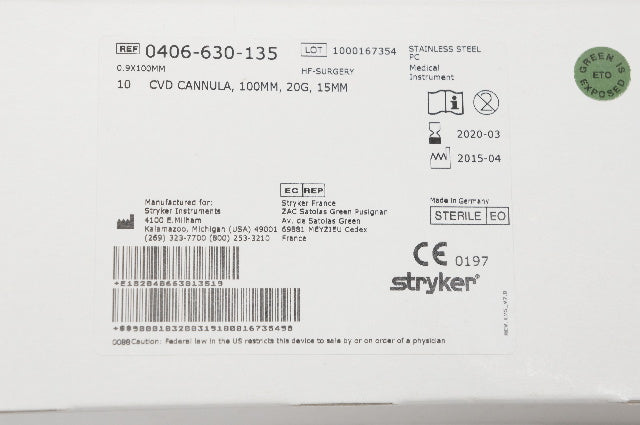 REF 0406-630-135
0.9X100MM
10 CVD CANNULA, 100MM, 20G, 15MM
LOT 1000167354
HF-SURGERY
STAINLESS STEEL
PC
Medical
Instrument
i
2
2020-03
2015-04
GREEN IS
ETO
EXPOSED
Manufactured for:
Stryker Instruments
4100 E.Milham
Kalamazoo, Michigan (USA) 49001
(269) 323-7700 (800) 253-3210
EC REP
Stryker France
ZAC Satolas Green Pusignan
Av. de Satolas Green
69881 MEYZIEU Cedex
France
Made in Germany
STERILE EO
CE 0197
stryker
0088 Caution: Federal law in the US restricts this device to sale by or on order of a physician